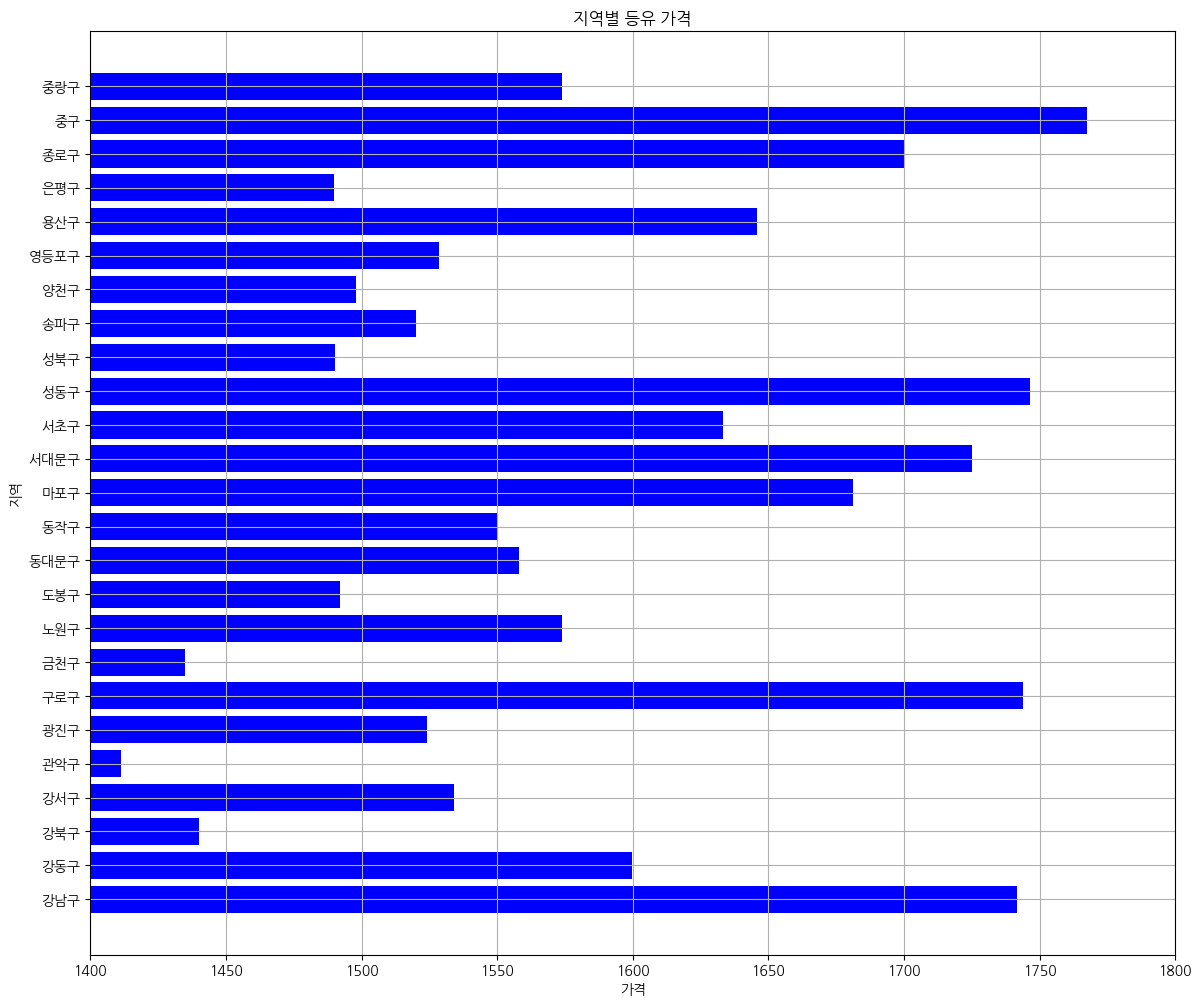 지역별 등유 가격
중랑구
중구
종로구
은평구
용산구
영등포구
양천구
송파구
성북구
성동구
서초구
서대문구
마포구
동작구
동대문구
도봉구
노원구
금천구
구로구
광진구
관악구
강서구
강북구
강동구
강남구
지역
1400 1450 1500 1550 1600 1650 1700 1750 1800
가격